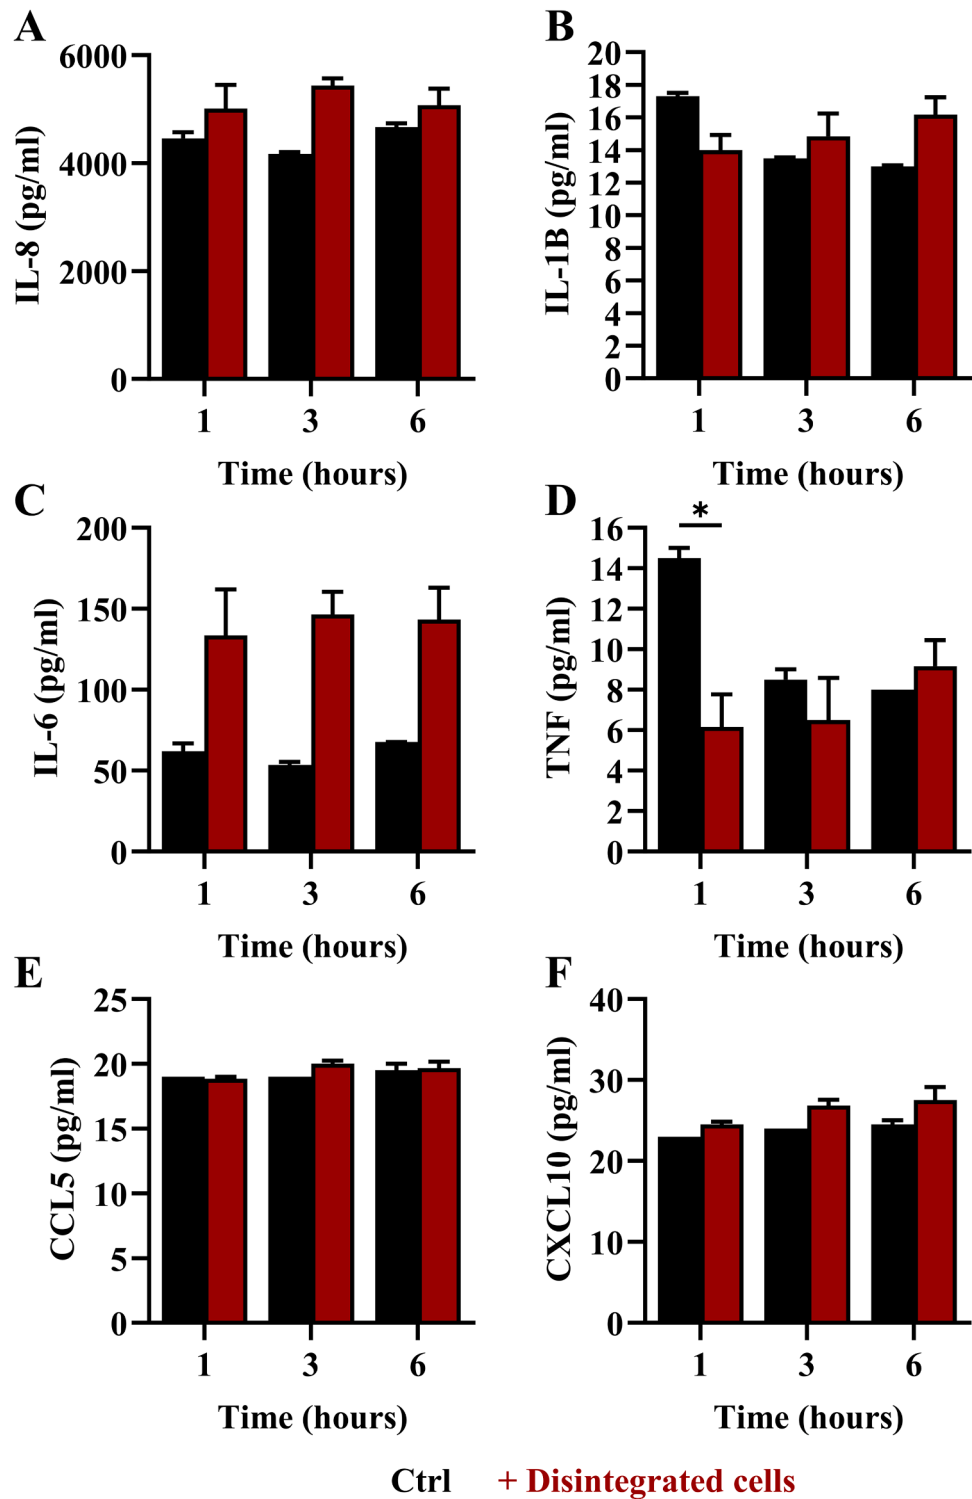 A
IL-8 (pg/ml)
6000
4000
2000
0
1 3 6
Time (hours)
B
IL-1B (pg/ml)
20
18
16
14
12
10
8
6
4
2
0
1 3 6
Time (hours)
C
IL-6 (pg/ml)
200
150
100
50
0
1 3 6
Time (hours)
D
TNF (pg/ml)
16
14
12
10
8
6
4
2
0
*
1 3 6
Time (hours)
E
CCL5 (pg/ml)
25
20
15
10
5
0
1 3 6
Time (hours)
F
CXCL10 (pg/ml)
40
30
20
10
0
1 3 6
Time (hours)
Ctrl + Disintegrated cells